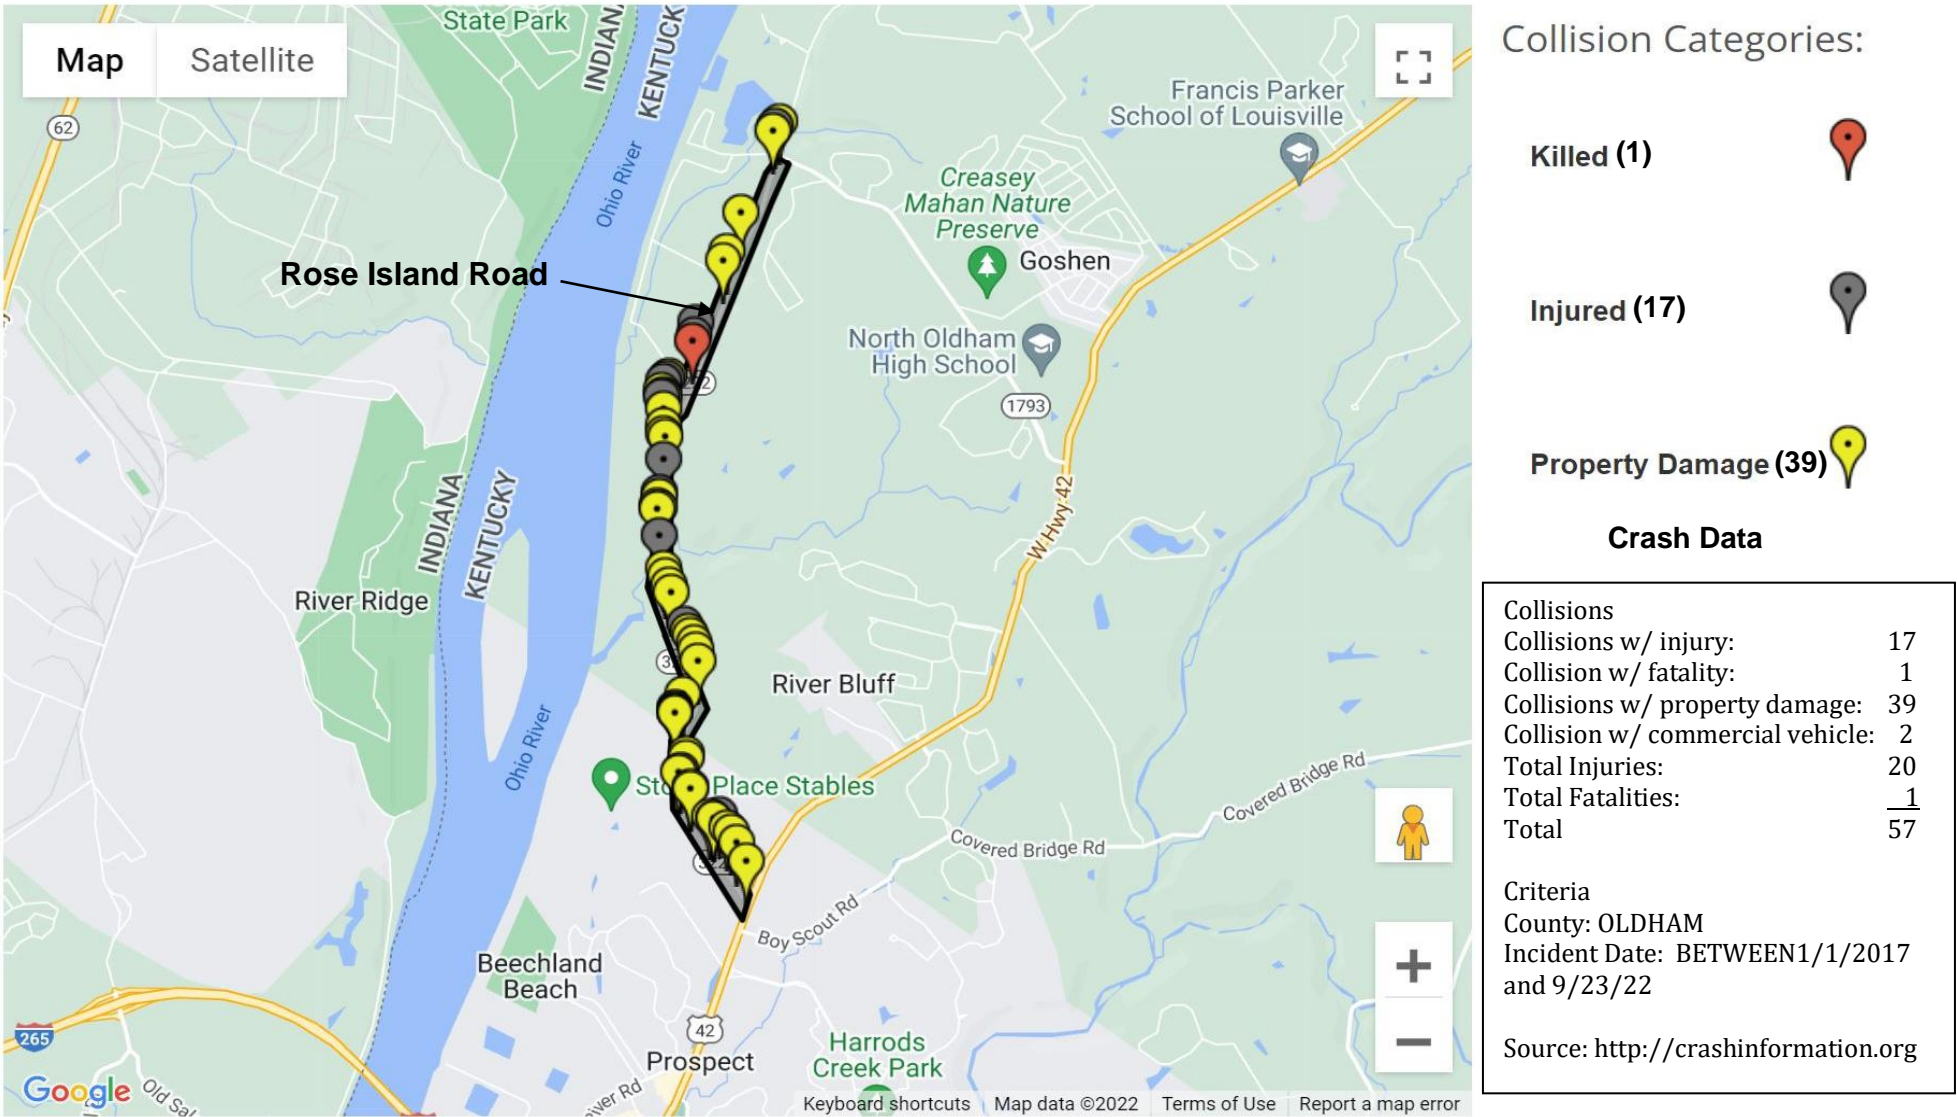 Map
Satellite
State Park
INDIAN
KENTUCK
62
Ohio River
Francis Parker
School of Louisville
Creasey
Mahan Nature
Preserve
Goshen
Rose Island Road
North Oldham
High School
1793
INDIANA
KENTUCKY
W Hwy 42
River Ridge
River Bluff
Ohio River
Place Stables
Covered Bridge Rd
Covered Bridge Rd
Boy Scout Rd
Beechland
Beach
42
265
Prospect
Harrods
Creek Park
Google
Keyboard shortcuts
Map data ©2022
Terms of Use
Report a map error
Collision Categories:
Killed (1)
Injured (17)
Property Damage (39)
Crash Data
Collisions
Collisions w/ injury: 17
Collision w/ fatality: 1
Collisions w/ property damage: 39
Collision w/ commercial vehicle: 2
Total Injuries: 20
Total Fatalities: 1
Total 57
Criteria
County: OLDHAM
Incident Date: BETWEEN1/1/2017
and 9/23/22
Source: http://crashinformation.org